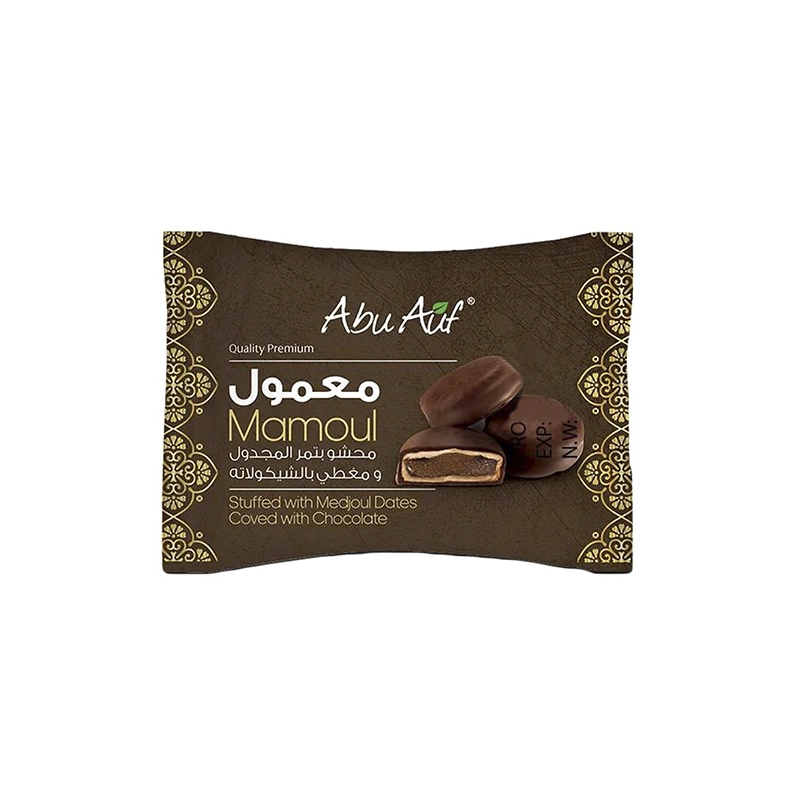 Abu Auf®
Quality Premium
معمول
Mamoul
محشو بتمر المجدول
و مغطي بالشيكولاته
Stuffed with Medjoul Dates
Coved with Chocolate
PRO
EXP:
N.W: